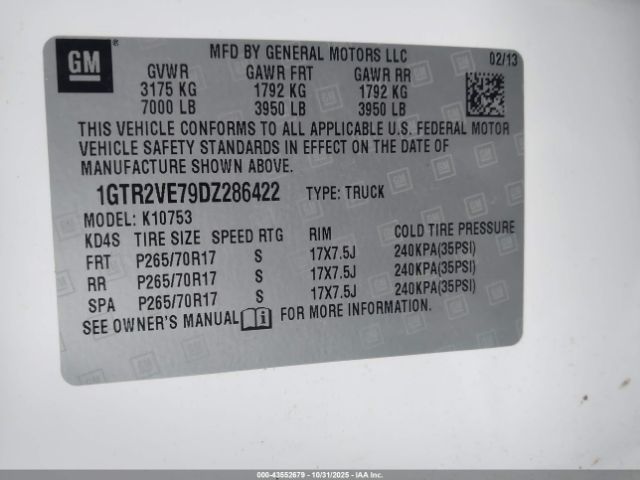 GM
MFD BY GENERAL MOTORS LLC 02/13
GVWR GAWR FRT GAWR RR
3175 KG 1792 KG 1792 KG
7000 LB 3950 LB 3950 LB
THIS VEHICLE CONFORMS TO ALL APPLICABLE U.S. FEDERAL MOTOR
VEHICLE SAFETY STANDARDS IN EFFECT ON THE DATE OF
MANUFACTURE SHOWN ABOVE.
1GTR2VE79DZ286422 TYPE: TRUCK
MODEL: K10753
KD4S TIRE SIZE SPEED RTG RIM COLD TIRE PRESSURE
FRT P265/70R17 S 17X7.5J 240KPA(35PSI)
RR P265/70R17 S 17X7.5J 240KPA(35PSI)
SPA P265/70R17 S 17X7.5J 240KPA(35PSI)
SEE OWNER'S MANUAL FOR MORE INFORMATION.
000-43552679 - 10/31/2025 - IAA Inc.